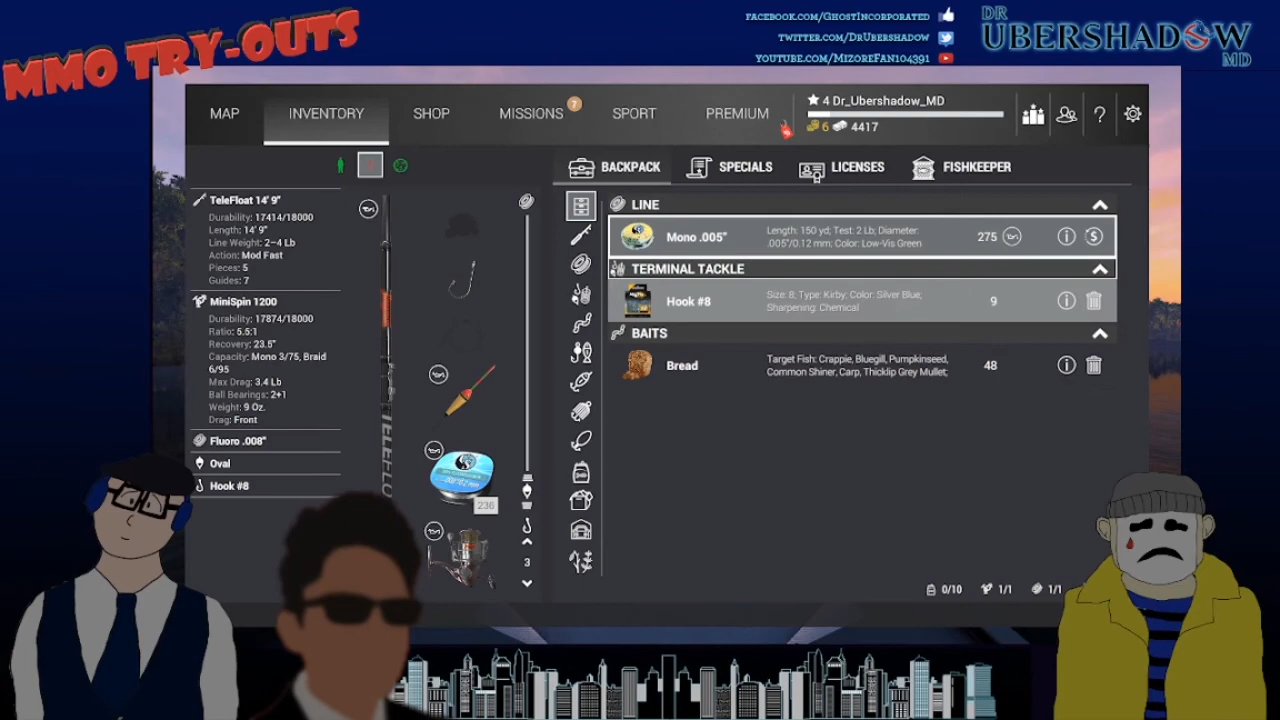 MMO TRY-OUTS
FACEBOOK.COM/GHOSTINCORPORATED
TWITTER.COM/DRUBERSHADOW
YOUTUBE.COM/MIZOREFAN104391
DR
UBERSHADOW
MD
MAP
INVENTORY
SHOP
MISSIONS
?
SPORT
PREMIUM
4 Dr_Ubershadow_MD
6 4417
?
BACKPACK
SPECIALS
LICENSES
FISHKEEPER
TeleFloat 14' 9"
Durability: 17414/18000
Length: 14' 9"
Line Weight: 2–4 Lb
Action: Mod Fast
Pieces: 5
Guides: 7
MiniSpin 1200
Durability: 17874/18000
Ratio: 5.5:1
Recovery: 23.5"
Capacity: Mono 3/75, Braid
6/95
Max Drag: 3.4 Lb
Ball Bearings: 2+1
Weight: 9 Oz.
Drag: Front
Fluoro .008"
Oval
Hook #8
TELEFLO
236
3
LINE
Mono .005"
Length: 150 yd; Test: 2 Lb; Diameter:
.005"/0.12 mm; Color: Low-Vis Green
275
TERMINAL TACKLE
Hook #8
Size: 8; Type: Kirby; Color: Silver Blue;
Sharpening: Chemical
9
BAITS
Bread
Target Fish: Crappie, Bluegill, Pumpkinseed,
Common Shiner, Carp, Thicklip Grey Mullet;
48
0/10
1/1
1/1